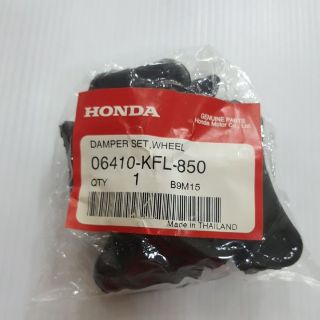 HONDA
GENUINE PARTS
Honda Motor Co., Ltd.
DAMPER SET, WHEEL
06410-KFL-850
QTY 1 B9M15
Made in THAILAND